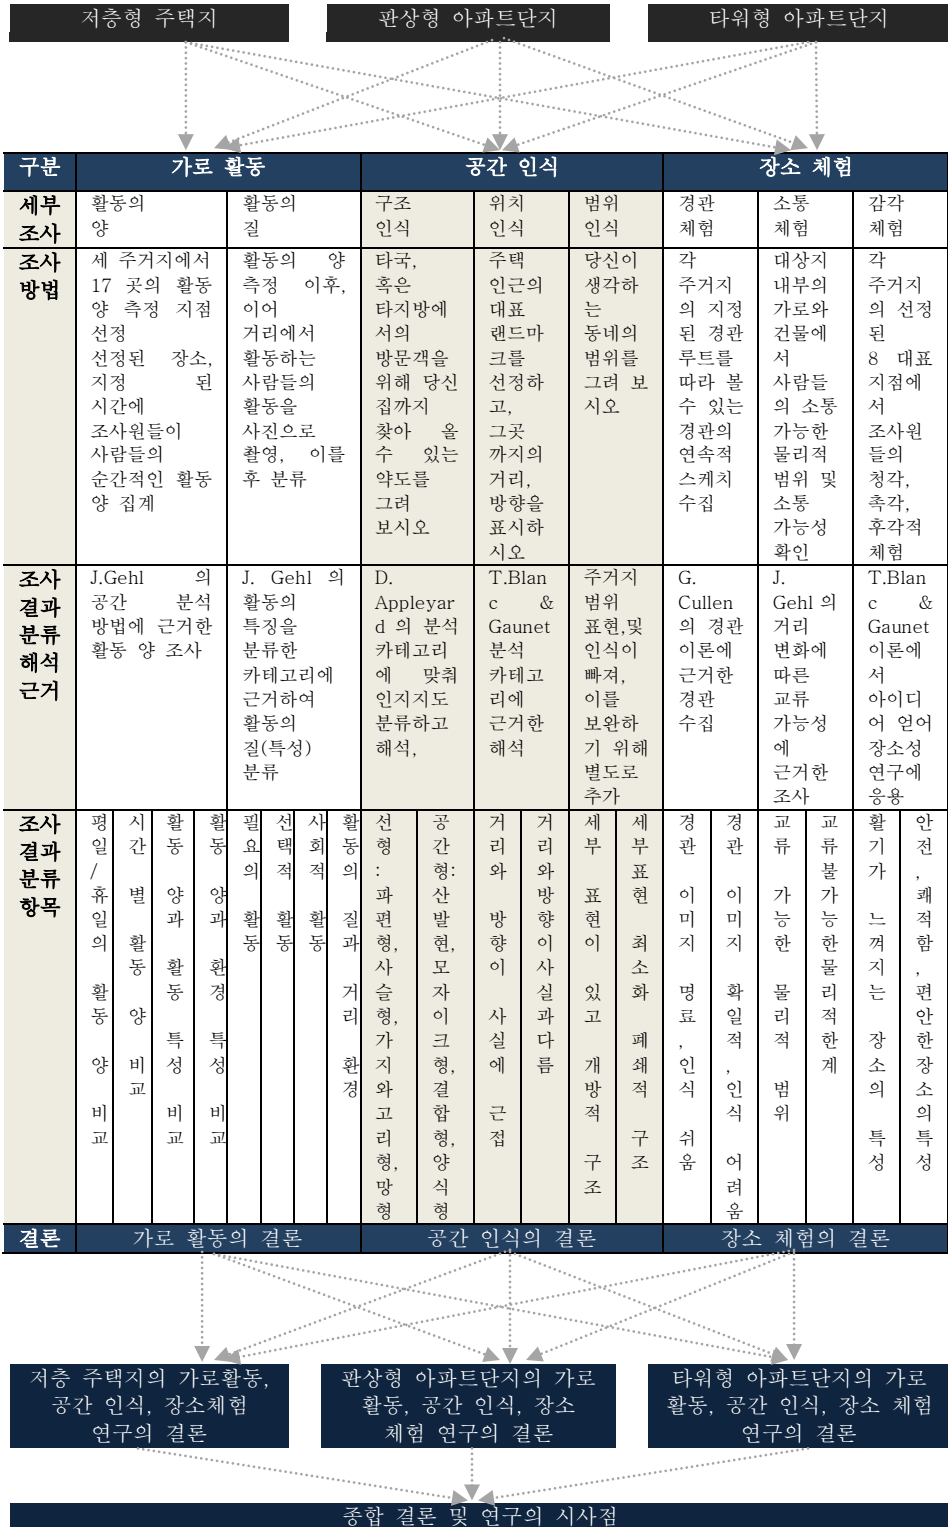 저층형 주택지
판상형 아파트단지
타워형 아파트단지
구분
가로 활동
공간 인식
장소 체험
세부
조사
활동의
양
활동의
질
구조
인식
위치
인식
범위
인식
경관
체험
소통
체험
감각
체험
조사
방법
세 주거지에서
17 곳의 활동
양 측정 지점
선정
선정된 장소,
지정 된
시간에
조사원들이
사람들의
순간적인 활동
양 집계
활동의 양
측정 이후,
이어
거리에서
활동하는
사람들의
활동을
사진으로
촬영, 이를
후 분류
타국,
혹은
타지방에
서의
방문객을
위해 당신
집까지
찾아 올
수 있는
약도를
그려
보시오
주택
인근의
대표
랜드마
크를
선정하
고,
그곳
까지의
거리,
방향을
표시하
시오
당신이
생각하
는
동네의
범위를
그려 보
시오
각
주거지
의 지정
된 경관
루트를
따라 볼
수 있는
경관의
연속적
스케치
수집
대상지
내부의
가로와
건물에
서
사람들
의 소통
가능한
물리적
범위 및
소통
가능성
확인
각
주거지
의 선정
된
8 대표
지점에
서
조사원
들의
청각,
촉각,
후각적
체험
조사
결과
분류
해석
근거
J.Gehl 의
공간 분석
방법에 근거한
활동 양 조사
J. Gehl 의
활동의
특징을
분류한
카테고리에
근거하여
활동의
질(특성)
분류
D.
Appleyar
d 의 분석
카테고리
에 맞춰
인지지도
분류하고
해석,
T.Blan
c &
Gaunet
분석
카테고
리에
근거한
해석
주거지
범위
표현,및
인식이
빠져,
이를
보완하
기 위해
별도로
추가
G.
Cullen
의 경관
이론에
근거한
경관
수집
J.
Gehl 의
거리
변화에
따른
교류
가능성
에
근거한
조사
T.Blan
c &
Gaunet
이론에
서
아이디
어 얻어
장소성
연구에
응용
조사
결과
분류
항목
평일/휴일의 활동 양 비교
시간 별 활동 양 비교
활동 양과 활동 특성 비교
활동 양과 환경 특성 비교
필요의 활동
선택적 활동
사회적 활동
활동의 질과 거리 환경
선형: 파편형, 사슬형, 가지와고리형, 망형
공간형: 산발현, 모자이크형, 결합형, 양식형
거리와 방향이 사실에 근접
거리와방향이사실과다름
세부 표현이 있고 개방적 구조
세부표현 최소화 폐쇄적 구조
경관 이미지 명료, 인식 쉬움
경관 이미지 확일적, 인식 어려움
교류 가능한 물리적 범위
교류불가능한물리적한계
활기가 느껴지는 장소의 특성
안전, 쾌적함, 편안한장소의특성
결론
가로 활동의 결론
공간 인식의 결론
장소 체험의 결론
저층 주택지의 가로활동,
공간 인식, 장소체험
연구의 결론
판상형 아파트단지의 가로
활동, 공간 인식, 장소
체험 연구의 결론
타워형 아파트단지의 가로
활동, 공간 인식, 장소 체험
연구의 결론
종합 결론 및 연구의 시사점